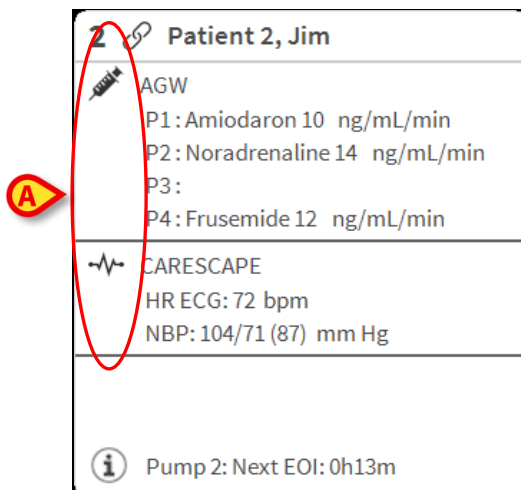 2 Patient 2, Jim
AGW
P1: Amiodaron 10 ng/mL/min
P2: Noradrenaline 14 ng/mL/min
P3:
P4: Frusemide 12 ng/mL/min
A
CARESCAPE
HR ECG: 72 bpm
NBP: 104/71 (87) mm Hg
i Pump 2: Next EOI: 0h13m